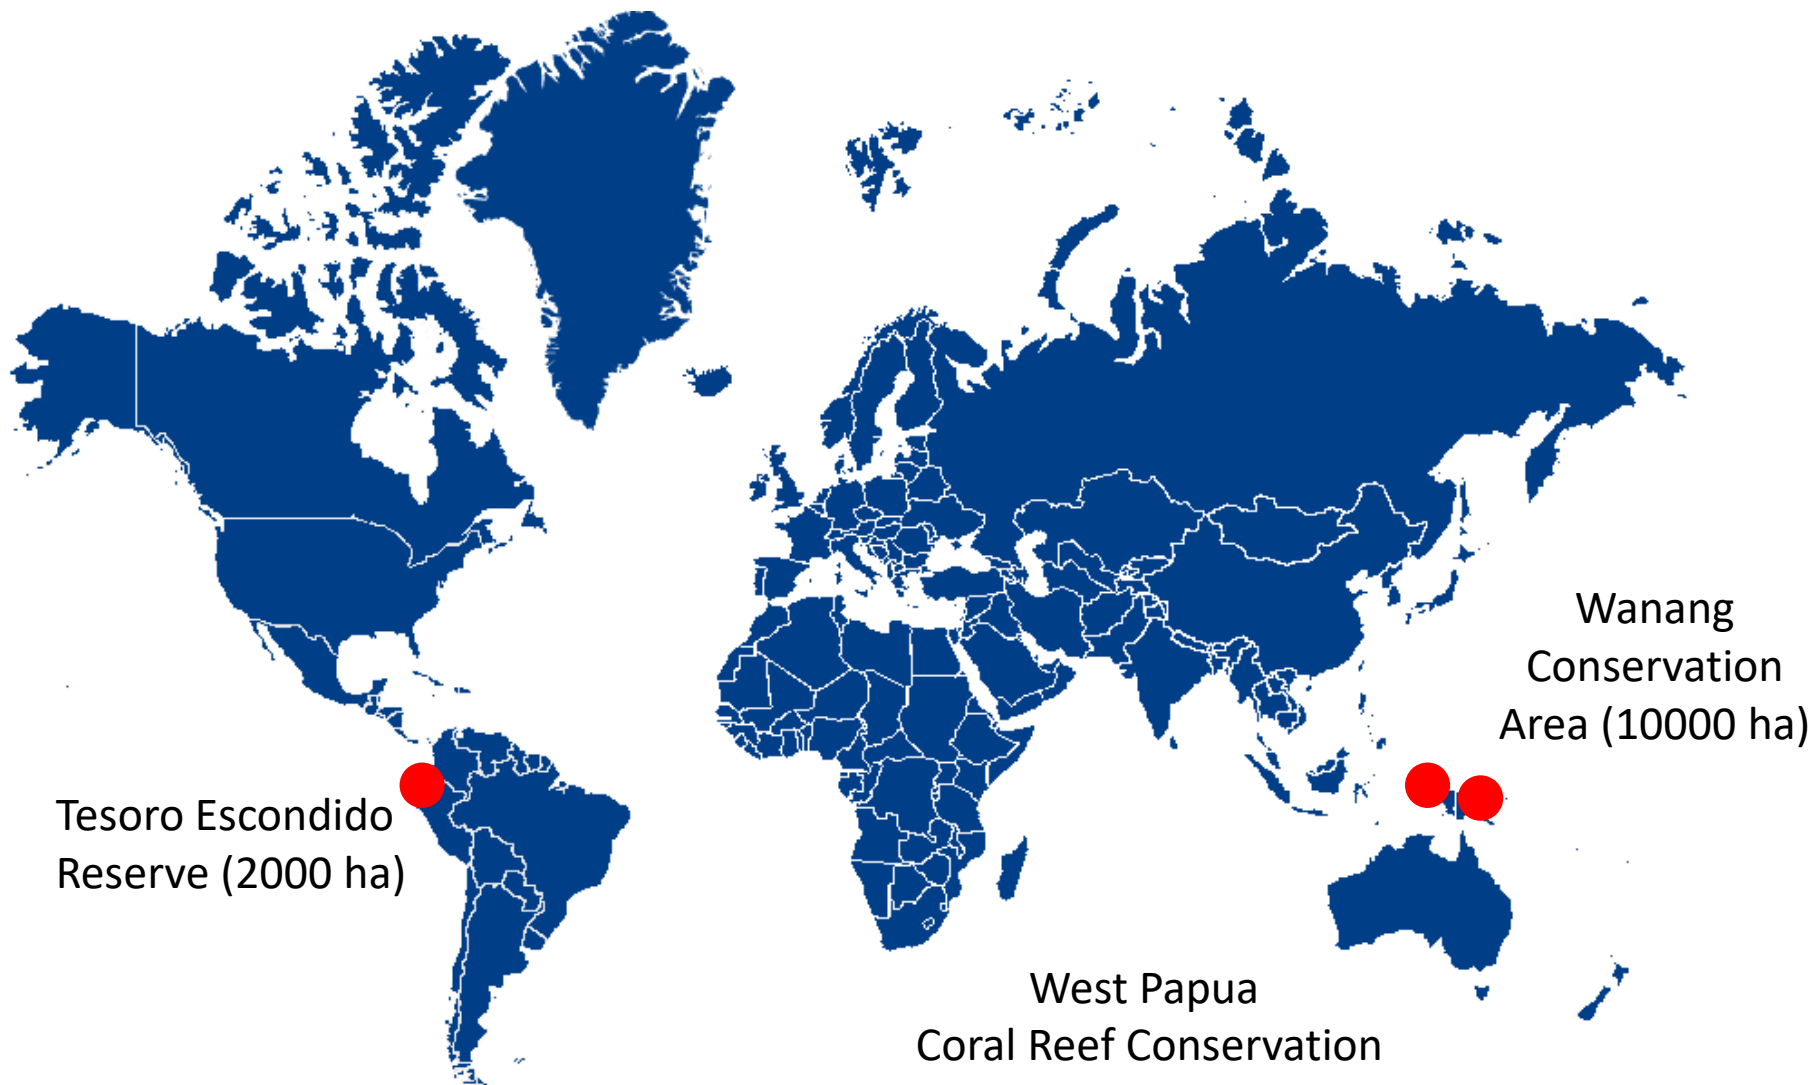 Wanang
Conservation
Area (10000 ha)
Tesoro Escondido
Reserve (2000 ha)
West Papua
Coral Reef Conservation